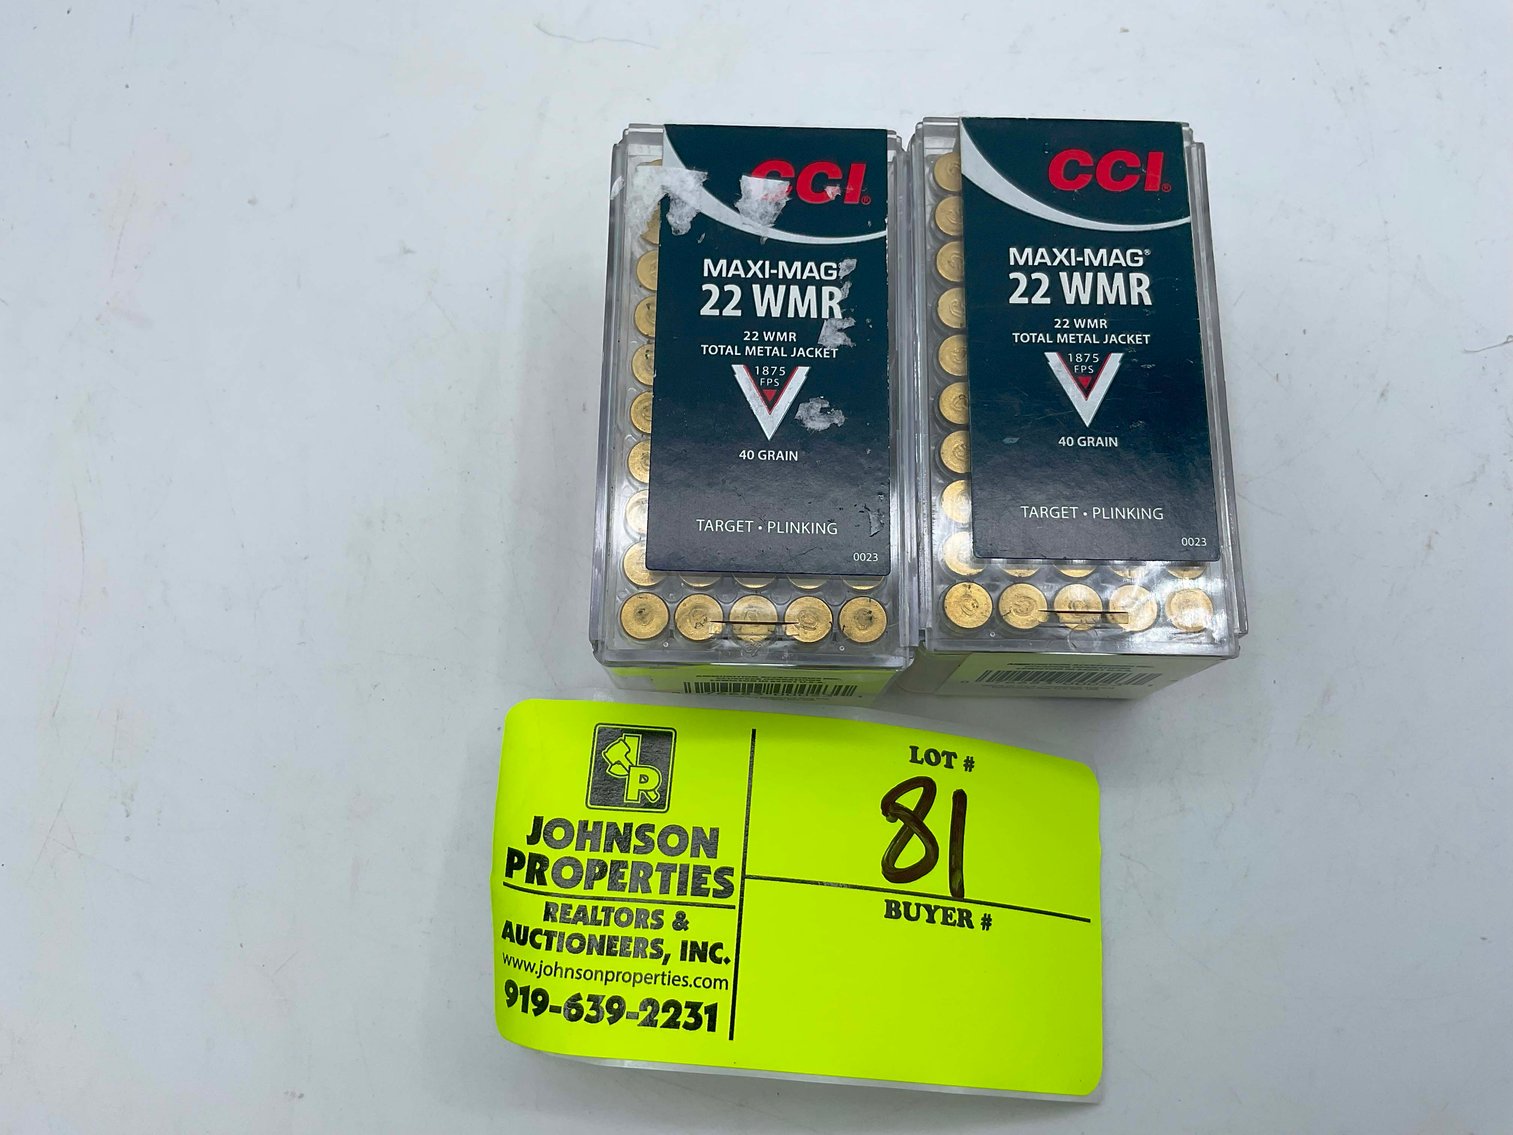 CCI®
MAXI-MAG
22 WMR
22 WMR
TOTAL METAL JACKET
1875
FPS
40 GRAIN
TARGET • PLINKING
0023
CCI®
MAXI-MAG®
22 WMR
22 WMR
TOTAL METAL JACKET
1875
FPS
40 GRAIN
TARGET • PLINKING
0023
JR
JOHNSON
PROPERTIES
REALTORS &
AUCTIONEERS, INC.
www.johnsonproperties.com
919-639-2231
LOT #
81
BUYER #